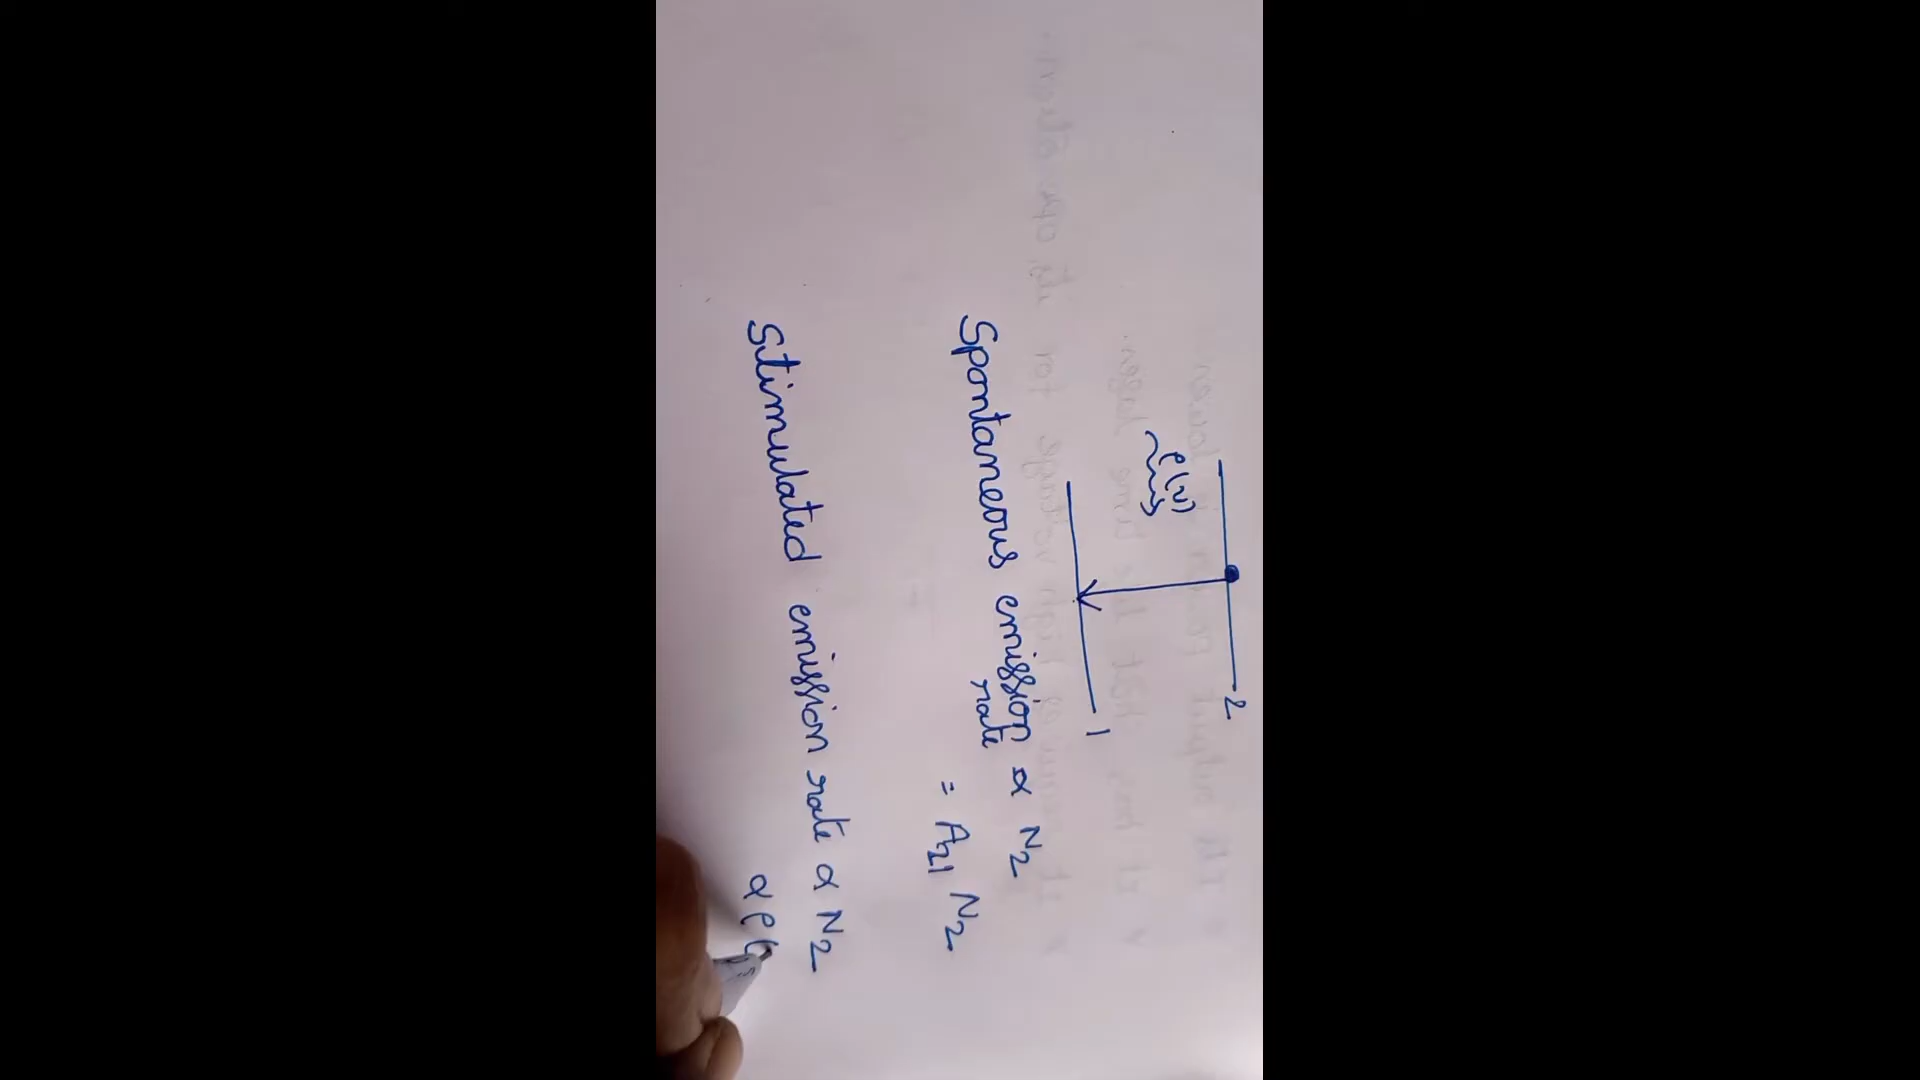 2
ρ(ν)
1
Spontaneous emission α N2
rate
= A21 N2
Stimulated emission rate α N2
α ρ(